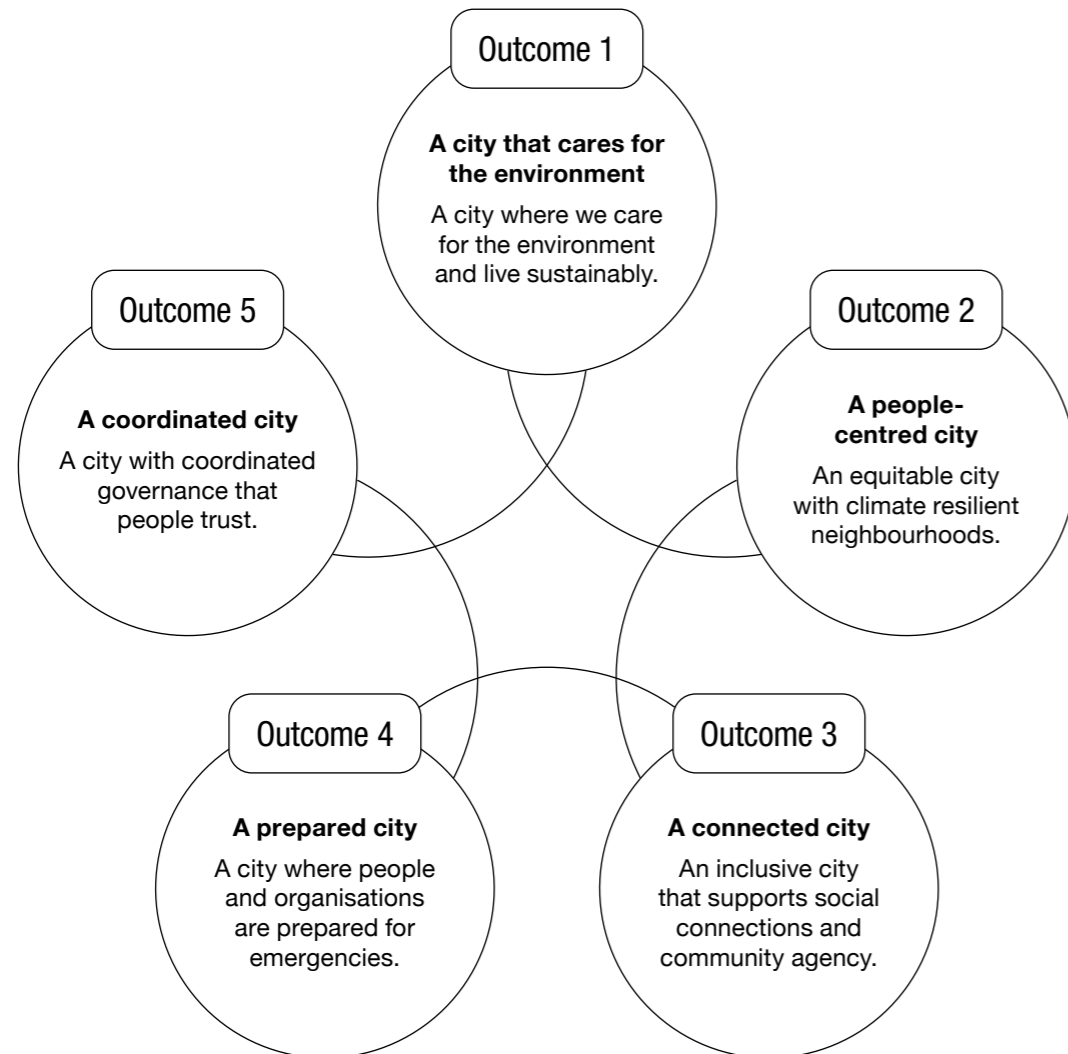 Outcome 1
A city that cares for
the environment
A city where we care
for the environment
and live sustainably.
Outcome 2
A people-
centred city
An equitable city
with climate resilient
neighbourhoods.
Outcome 3
A connected city
An inclusive city
that supports social
connections and
community agency.
Outcome 4
A prepared city
A city where people
and organisations
are prepared for
emergencies.
Outcome 5
A coordinated city
A city with coordinated
governance that
people trust.